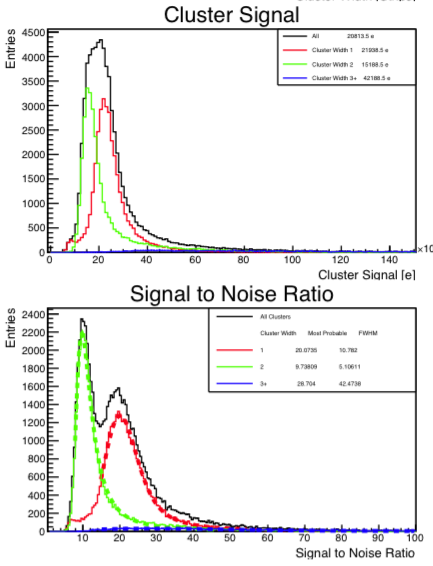 Cluster Signal
Entries
All 20813.5 e
Cluster Width 1 21938.5 e
Cluster Width 2 15188.5 e
Cluster Width 3+ 42188.5 e
4500
4000
3500
3000
2500
2000
1500
1000
500
0
0 20 40 60 80 100 120 140 ×10
Cluster Signal [e]
Signal to Noise Ratio
Entries
All Clusters
Cluster Width Most Probable FWHM
1 20.0735 10.782
2 9.73809 5.10611
3+ 28.704 42.4738
2400
2200
2000
1800
1600
1400
1200
1000
800
600
400
200
0
10 20 30 40 50 60 70 80 90 100
Signal to Noise Ratio